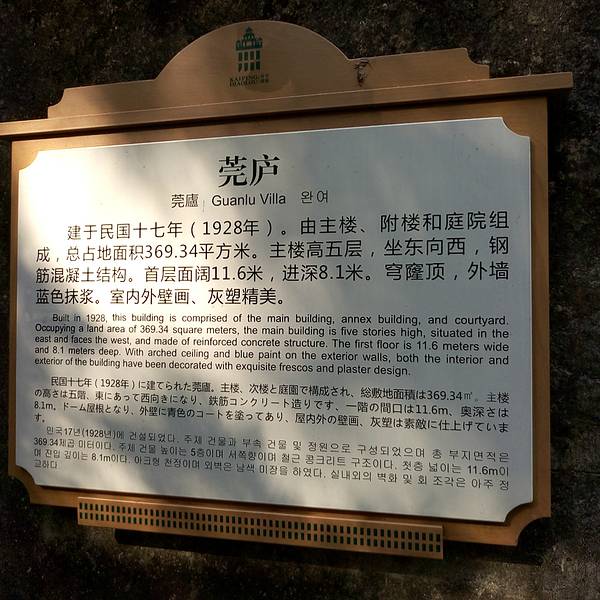 KAIPING
DIAOLOU
莞庐
莞廬 Guanlu Villa 완여
建于民国十七年（1928年）。由主楼、附楼和庭院组
成，总占地面积369.34平方米。主楼高五层，坐东向西，钢
筋混凝土结构。首层面阔11.6米，进深8.1米。穹隆顶，外墙
蓝色抹浆。室内外壁画、灰塑精美。
Built in 1928, this building is comprised of the main building, annex building, and courtyard.
Occupying a land area of 369.34 square meters, the main building is five stories high, situated in the
east and faces the west, and made of reinforced concrete structure. The first floor is 11.6 meters wide
and 8.1 meters deep. With arched ceiling and blue paint on the exterior walls, both the interior and
exterior of the building have been decorated with exquisite frescos and plaster design.
民国十七年（1928年）に建てられた莞廬。主楼、次楼と庭園で構成され、総敷地面積は369.34㎡。主楼
の高さは五階、東にあって西向きになり、鉄筋コンクリート造りです、一階の間口は11.6m、奥深さは
8.1m。ドーム屋根となり、外壁に青色のコートを塗ってあり、屋内外の壁画、灰塑は素敵に仕上げていま
す。
민국17년(1928년)에 건설되었다. 주체 건물과 부속 건물 및 정원으로 구성되었으며 총 부지면적은
369.34제곱 미터이다. 주체 건물 높이는 5층이며 서쪽향이며 철근 콩크리트 구조이다. 첫층 넓이는 11.6m이
며 진입 깊이는 8.1m이다. 아크형 천정이며 외벽은 남색 미장을 하였다. 실내외의 벽화 및 회 조각은 아주 정
교하다